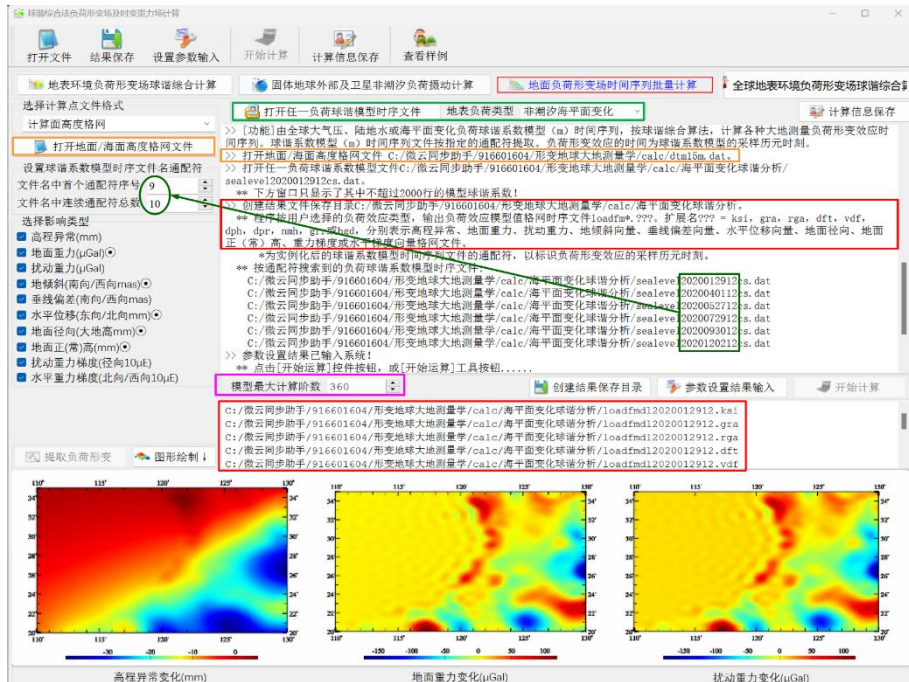 球谐综合法负荷形变场及时变重力场计算
打开文件 结果保存 设置参数输入 开始计算 计算信息保存 查看样例
地表环境负荷形变场球谐综合计算 固体地球外部及卫星非潮汐负荷摄动计算 地面负荷形变场时间序列批量计算 全球地表环境负荷形变场球谐综合
选择计算点文件格式
计算面高度格网
打开地面/海面高度格网文件
设置球谐系数模型时序文件名通配符
文件名中首个通配符序号 9
文件名中连续通配符总数 10
选择影响类型
高程异常(mm)
地面重力(μGal)⊙
扰动重力(μGal)
地倾斜(南向/西向mas)⊙
垂线偏差(南向/西向mas)
水平位移(东向/北向mm)⊙
地面径向(大地高mm)⊙
地面正(常)高(mm)⊙
扰动重力梯度(径向10μE)
水平重力梯度(北向/西向10μE)
提取负荷形变 图形绘制↓
打开任一负荷球谐模型时序文件 地表负荷类型 非潮汐海平面变化 计算信息保存
>> [功能]由全球大气压、陆地水或海平面变化负荷球谐系数模型（m）时间序列，按球谐综合算法，计算各种大地测量负荷形变效应时
间序列。球谐系数模型（m）时间序列文件按指定的通配符提取。负荷形变效应的时间为球谐系数模型的采样历元时刻。
>> 打开地面/海面高度格网文件 C:/微云同步助手/916601604/形变地球大地测量学/calc/dtm15m.dat。
>> 打开任一负荷球谐模型文件C:/微云同步助手/916601604/形变地球大地测量学/calc/海平面变化球谐分析/
sealevel2020012912cs.dat。
** 下方窗口只显示了其中不超过2000行的模型球谐系数！
>> 创建结果文件保存目录C:/微云同步助手/916601604/形变地球大地测量学/calc/海平面变化球谐分析。
** 程序按用户选择的负荷效应类型，输出负荷效应模型值格网时序文件loadfm*.???。扩展名??? = ksi, gra, rga, dft, vdf,
dph, dpr, nmh, gr,或hgd，分别表示高程异常、地面重力、扰动重力、地倾斜向量、垂线偏差向量、水平位移向量、地面径向、地面
正（常）高、重力梯度或水平梯度向量格网文件。
*为实例化后的球谐系数模型时间序列文件的通配符，以标识负荷形变效应的采样历元时刻。
** 按通配符搜索到的负荷球谐系数模型时序文件：
C:/微云同步助手/916601604/形变地球大地测量学/calc/海平面变化球谐分析/sealevel2020012912cs.dat
C:/微云同步助手/916601604/形变地球大地测量学/calc/海平面变化球谐分析/sealevel2020040112cs.dat
C:/微云同步助手/916601604/形变地球大地测量学/calc/海平面变化球谐分析/sealevel2020052712cs.dat
C:/微云同步助手/916601604/形变地球大地测量学/calc/海平面变化球谐分析/sealevel2020072912cs.dat
C:/微云同步助手/916601604/形变地球大地测量学/calc/海平面变化球谐分析/sealevel2020093012cs.dat
C:/微云同步助手/916601604/形变地球大地测量学/calc/海平面变化球谐分析/sealevel2020120212cs.dat
>> 参数设置结果已输入系统！
** 点击[开始运算]控件按钮，或[开始运算]工具按钮......
模型最大计算阶数 360 创建结果保存目录 参数设置结果输入 开始计算
C:/微云同步助手/916601604/形变地球大地测量学/calc/海平面变化球谐分析/loadfmdl2020012912.ksi
C:/微云同步助手/916601604/形变地球大地测量学/calc/海平面变化球谐分析/loadfmdl2020012912.gra
C:/微云同步助手/916601604/形变地球大地测量学/calc/海平面变化球谐分析/loadfmdl2020012912.rga
C:/微云同步助手/916601604/形变地球大地测量学/calc/海平面变化球谐分析/loadfmdl2020012912.dft
C:/微云同步助手/916601604/形变地球大地测量学/calc/海平面变化球谐分析/loadfmdl2020012912.vdf
110° 115° 120° 125° 130° 110° 115° 120° 125° 130° 110° 115° 120° 125° 130°
-30 -20 -10 0 -150 -100 -50 0 50 100 -150 -100 -50 0 50 100
高程异常变化(mm) 地面重力变化(μGal) 扰动重力变化(μGal)